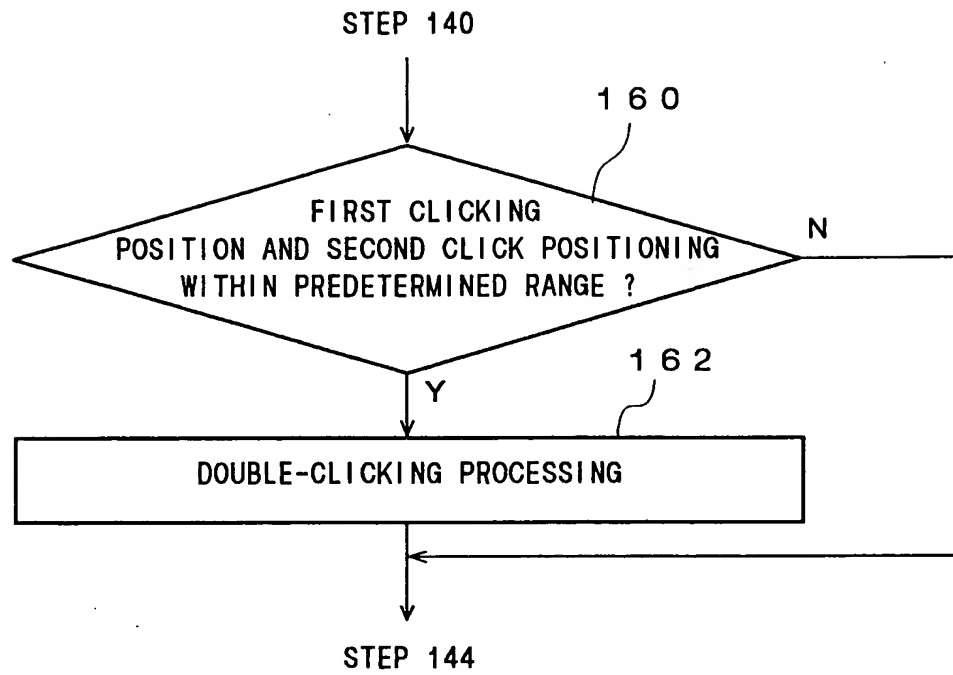 STEP 140
160
FIRST CLICKING
POSITION AND SECOND CLICK POSITIONING
WITHIN PREDETERMINED RANGE ?
N
162
Y
DOUBLE-CLICKING PROCESSING
STEP 144